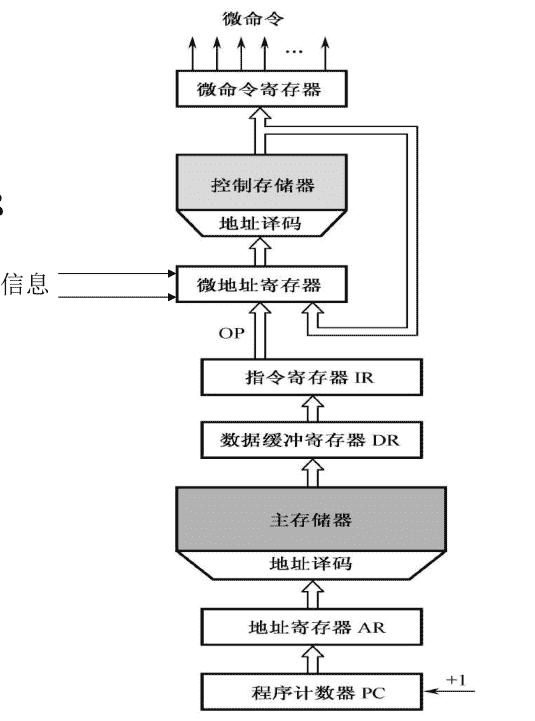 微命令
…
微命令寄存器
控制存储器
地址译码
信息
微地址寄存器
OP
指令寄存器 IR
数据缓冲寄存器 DR
主存储器
地址译码
地址寄存器 AR
+1
程序计数器 PC